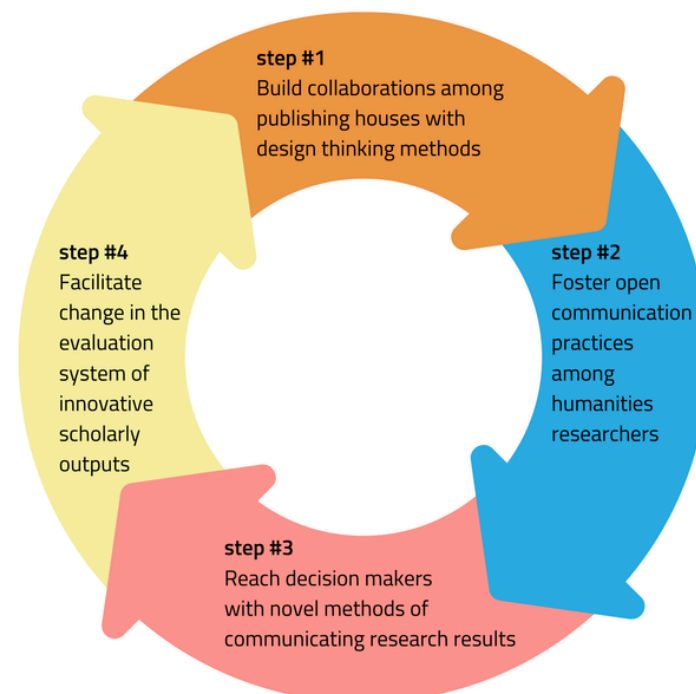 step #1
Build collaborations among
publishing houses with
design thinking methods
step #2
Foster open
communication
practices
among
humanities
researchers
step #3
Reach decision makers
with novel methods of
communicating research results
step #4
Facilitate
change in the
evaluation
system of
innovative
scholarly
outputs